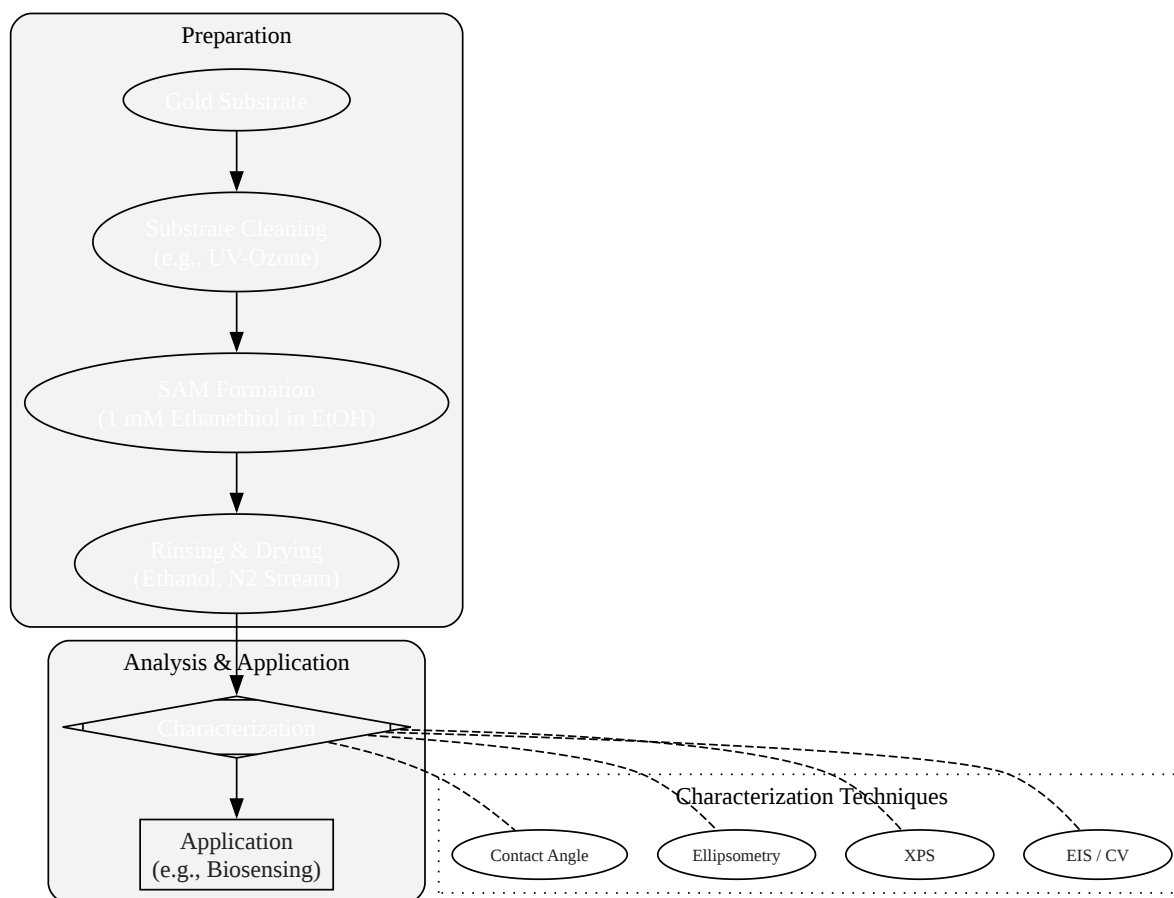 Preparation
Gold Substrate
Substrate Cleaning
(e.g., UV-Ozone)
SAM Formation
(1 mM Ethanethiol in EtOH)
Rinsing & Drying
(Ethanol, N2 Stream)
Analysis & Application
Characterization
Application
(e.g., Biosensing)
Characterization Techniques
Contact Angle
Ellipsometry
XPS
EIS / CV